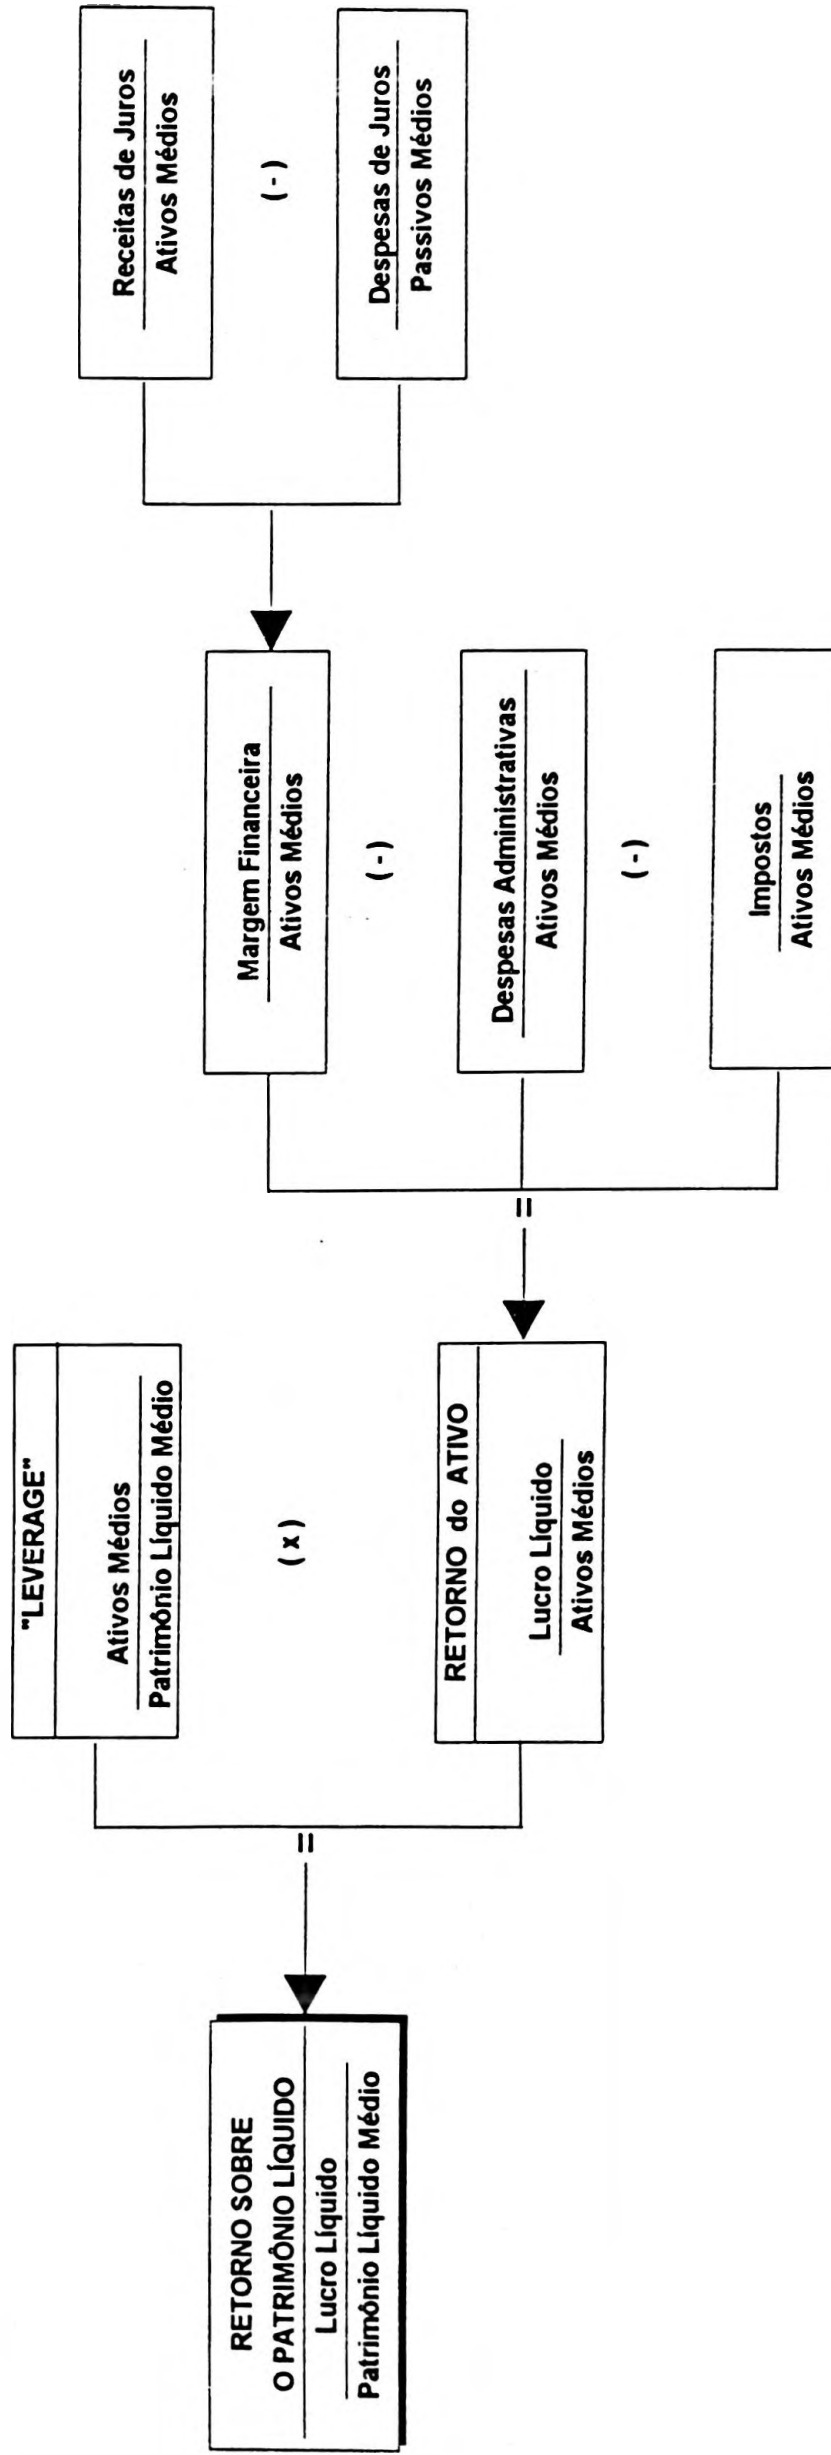 RETORNO SOBRE
O PATRIMÔNIO LÍQUIDO
Lucro Líquido
Patrimônio Líquido Médio
=
"LEVERAGE"
Ativos Médios
Patrimônio Líquido Médio
( x )
RETORNO do ATIVO
Lucro Líquido
Ativos Médios
=
Margem Financeira
Ativos Médios
( - )
Despesas Administrativas
Ativos Médios
( - )
Impostos
Ativos Médios
Receitas de Juros
Ativos Médios
( - )
Despesas de Juros
Passivos Médios